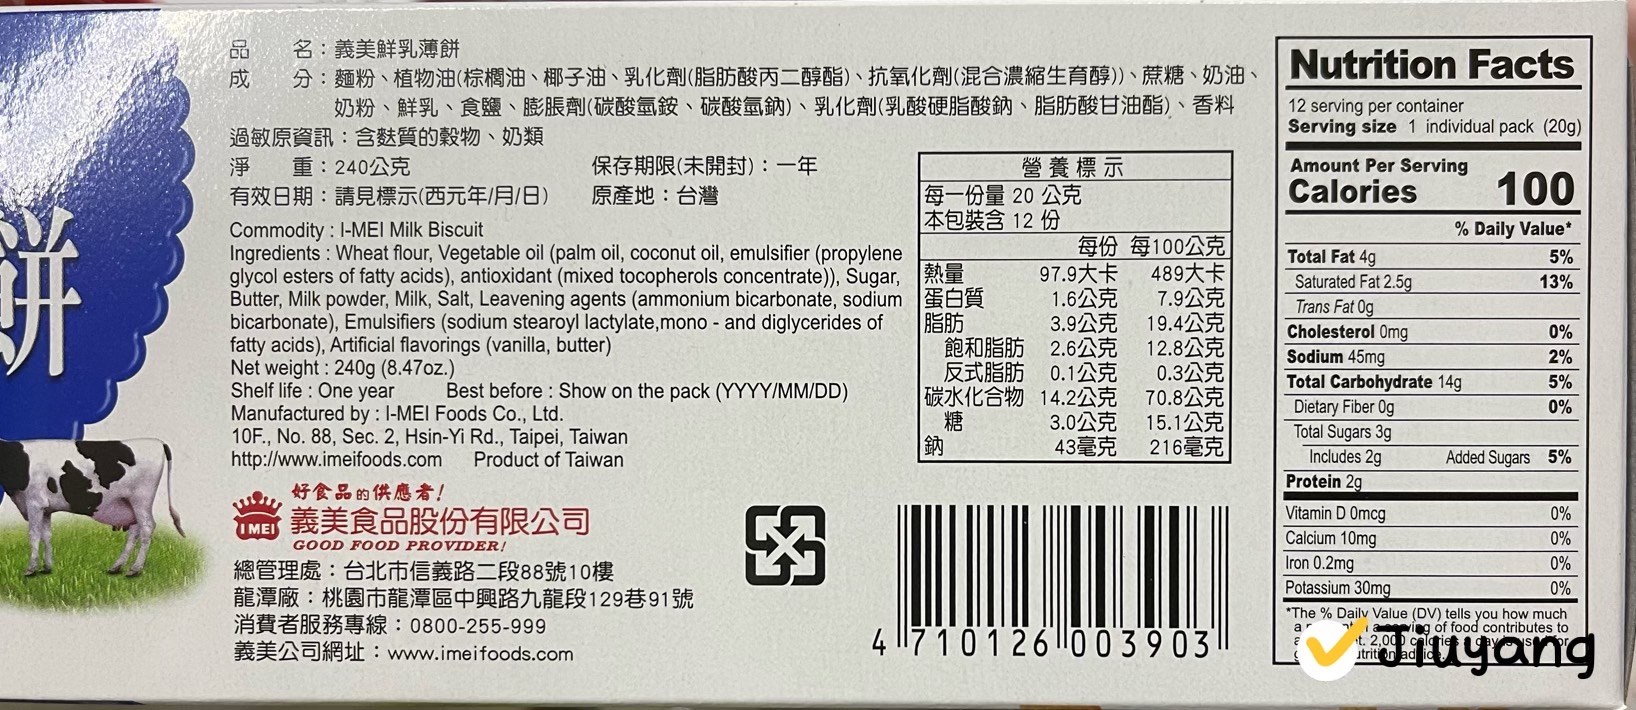 餅
品 名：義美鮮乳薄餅
成 分：麵粉、植物油(棕櫚油、椰子油、乳化劑(脂肪酸丙二醇酯)、抗氧化劑(混合濃縮生育醇))、蔗糖、奶油、
奶粉、鮮乳、食鹽、膨脹劑(碳酸氫銨、碳酸氫鈉)、乳化劑(乳酸硬脂酸鈉、脂肪酸甘油酯)、香料
過敏原資訊：含麩質的穀物、奶類
淨 重：240公克 保存期限(未開封)：一年
有效日期：請見標示(西元年/月/日) 原產地：台灣
Commodity : I-MEI Milk Biscuit
Ingredients : Wheat flour, Vegetable oil (palm oil, coconut oil, emulsifier (propylene
glycol esters of fatty acids), antioxidant (mixed tocopherols concentrate)), Sugar,
Butter, Milk powder, Milk, Salt, Leavening agents (ammonium bicarbonate, sodium
bicarbonate), Emulsifiers (sodium stearoyl lactylate,mono - and diglycerides of
fatty acids), Artificial flavorings (vanilla, butter)
Net weight : 240g (8.47oz.)
Shelf life : One year Best before : Show on the pack (YYYY/MM/DD)
Manufactured by : I-MEI Foods Co., Ltd.
10F., No. 88, Sec. 2, Hsin-Yi Rd., Taipei, Taiwan
http://www.imeifoods.com Product of Taiwan
I MEI
好食品的供應者!
義美食品股份有限公司
GOOD FOOD PROVIDER!
總管理處：台北市信義路二段88號10樓
龍潭廠：桃園市龍潭區中興路九龍段129巷91號
消費者服務專線：0800-255-999
義美公司網址：www.imeifoods.com
營養標示
每一份量 20 公克
本包裝含 12 份
每份 每100公克
熱量 97.9大卡 489大卡
蛋白質 1.6公克 7.9公克
脂肪 3.9公克 19.4公克
飽和脂肪 2.6公克 12.8公克
反式脂肪 0.1公克 0.3公克
碳水化合物 14.2公克 70.8公克
糖 3.0公克 15.1公克
鈉 43毫克 216毫克
4 710126 003903
Nutrition Facts
12 serving per container
Serving size 1 individual pack (20g)
Amount Per Serving
Calories 100
% Daily Value*
Total Fat 4g 5%
Saturated Fat 2.5g 13%
Trans Fat 0g
Cholesterol 0mg 0%
Sodium 45mg 2%
Total Carbohydrate 14g 5%
Dietary Fiber 0g 0%
Total Sugars 3g
Includes 2g Added Sugars 5%
Protein 2g
Vitamin D 0mcg 0%
Calcium 10mg 0%
Iron 0.2mg 0%
Potassium 30mg 0%
*The % Daily Value (DV) tells you how much
of food contributes to
2,000 calories a day
Jiuyang